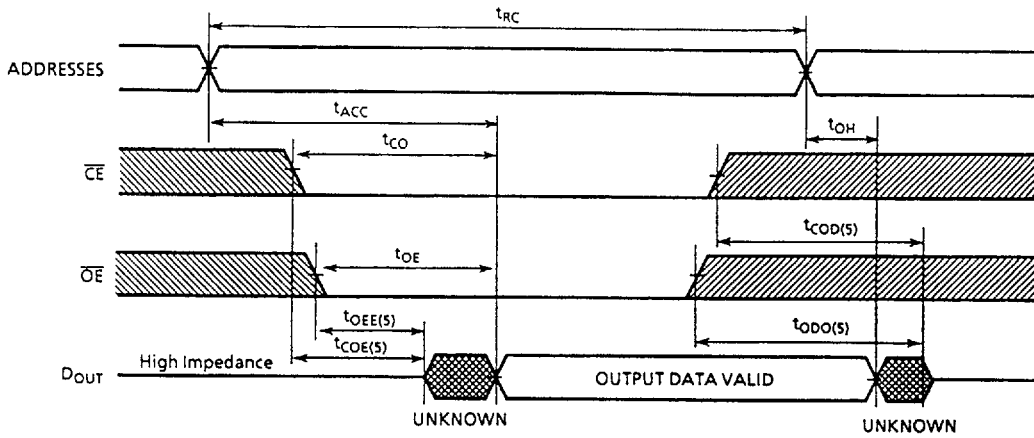 tRC
ADDRESSES
tACC
tOH
tCO
CE
tCOD(5)
OE
tOE
tOEE(5)
tODO(5)
tCOE(5)
High Impedance
DOUT
OUTPUT DATA VALID
UNKNOWN
UNKNOWN